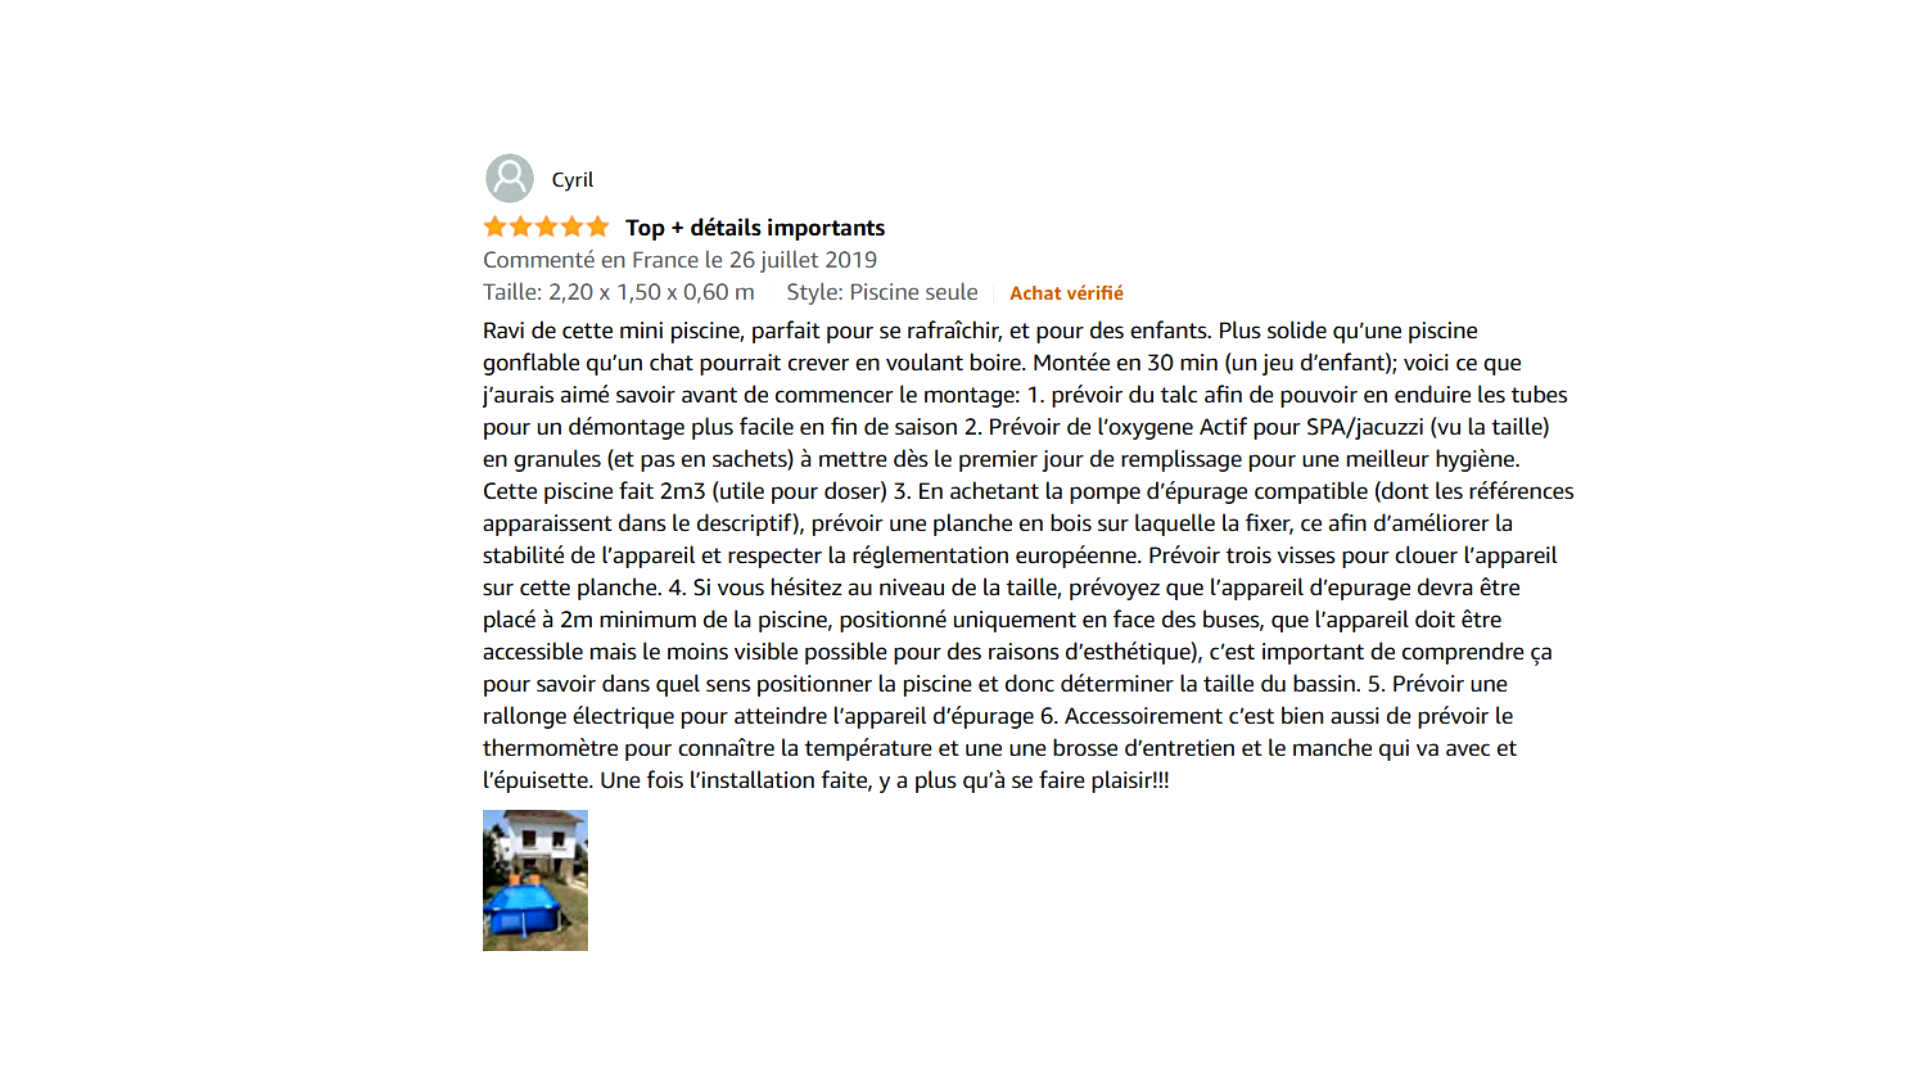 Cyril
Top + détails importants
Commenté en France le 26 juillet 2019
Taille: 2,20 x 1,50 x 0,60 m Style: Piscine seule Achat vérifié
Ravi de cette mini piscine, parfait pour se rafraîchir, et pour des enfants. Plus solide qu’une piscine
gonflable qu’un chat pourrait crever en voulant boire. Montée en 30 min (un jeu d’enfant); voici ce que
j’aurais aimé savoir avant de commencer le montage: 1. prévoir du talc afin de pouvoir en enduire les tubes
pour un démontage plus facile en fin de saison 2. Prévoir de l’oxygene Actif pour SPA/jacuzzi (vu la taille)
en granules (et pas en sachets) à mettre dès le premier jour de remplissage pour une meilleur hygiène.
Cette piscine fait 2m3 (utile pour doser) 3. En achetant la pompe d’épurage compatible (dont les références
apparaissent dans le descriptif), prévoir une planche en bois sur laquelle la fixer, ce afin d’améliorer la
stabilité de l’appareil et respecter la réglementation européenne. Prévoir trois visses pour clouer l’appareil
sur cette planche. 4. Si vous hésitez au niveau de la taille, prévoyez que l’appareil d’epurage devra être
placé à 2m minimum de la piscine, positionné uniquement en face des buses, que l’appareil doit être
accessible mais le moins visible possible pour des raisons d’esthétique), c’est important de comprendre ça
pour savoir dans quel sens positionner la piscine et donc déterminer la taille du bassin. 5. Prévoir une
rallonge électrique pour atteindre l’appareil d’épurage 6. Accessoirement c’est bien aussi de prévoir le
thermomètre pour connaître la température et une une brosse d’entretien et le manche qui va avec et
l’épuisette. Une fois l’installation faite, y a plus qu’à se faire plaisir!!!